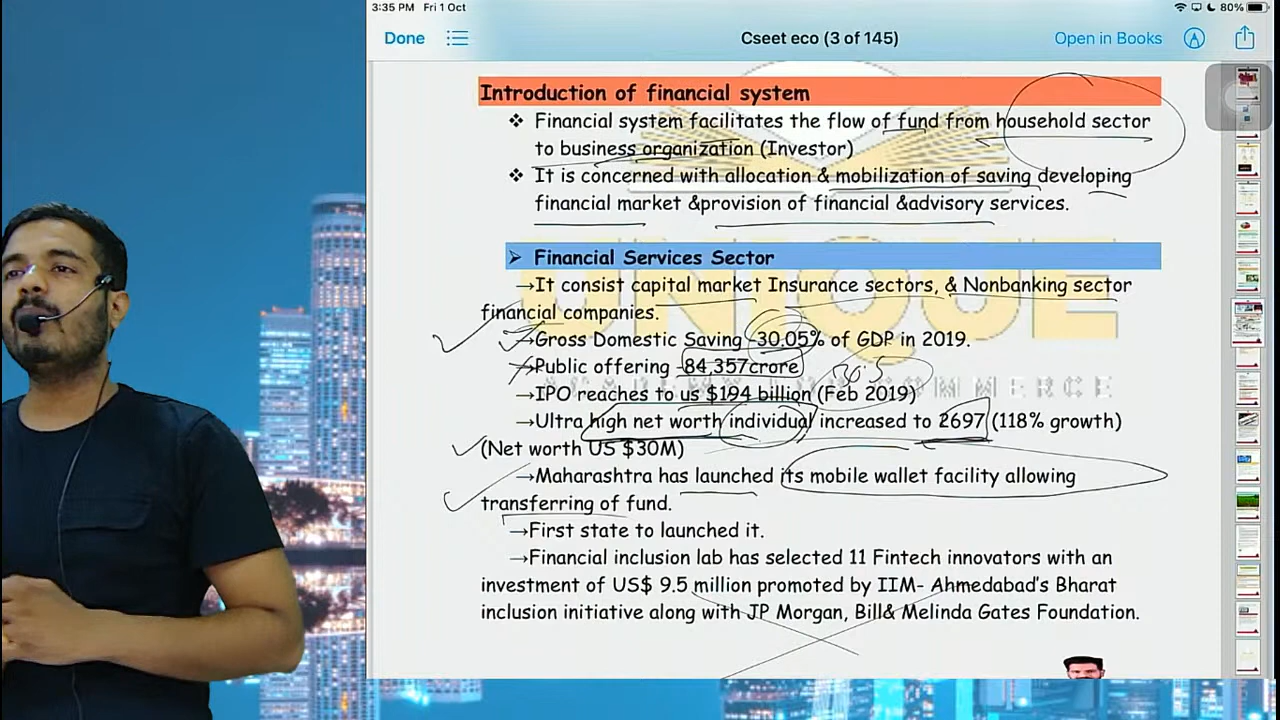 3:35 PM Fri 1 Oct
80%
Done
Cseet eco (3 of 145)
Open in Books
Introduction of financial system
❖ Financial system facilitates the flow of fund from household sector
to business organization (Investor)
❖ It is concerned with allocation & mobilization of saving developing
financial market &provision of financial &advisory services.
➢ Financial Services Sector
→It consist capital market Insurance sectors, & Nonbanking sector
financial companies.
→Gross Domestic Saving -30.05% of GDP in 2019.
→Public offering -84,357crore
→IPO reaches to us $194 billion (Feb 2019)
→Ultra high net worth individual increased to 2697 (118% growth)
(Net worth US $30M)
→Maharashtra has launched its mobile wallet facility allowing
transferring of fund.
→First state to launched it.
→Financial inclusion lab has selected 11 Fintech innovators with an
investment of US$ 9.5 million promoted by IIM- Ahmedabad's Bharat
inclusion initiative along with JP Morgan, Bill& Melinda Gates Foundation.
UNIQUE
ACADEMY FOR COMMERCE